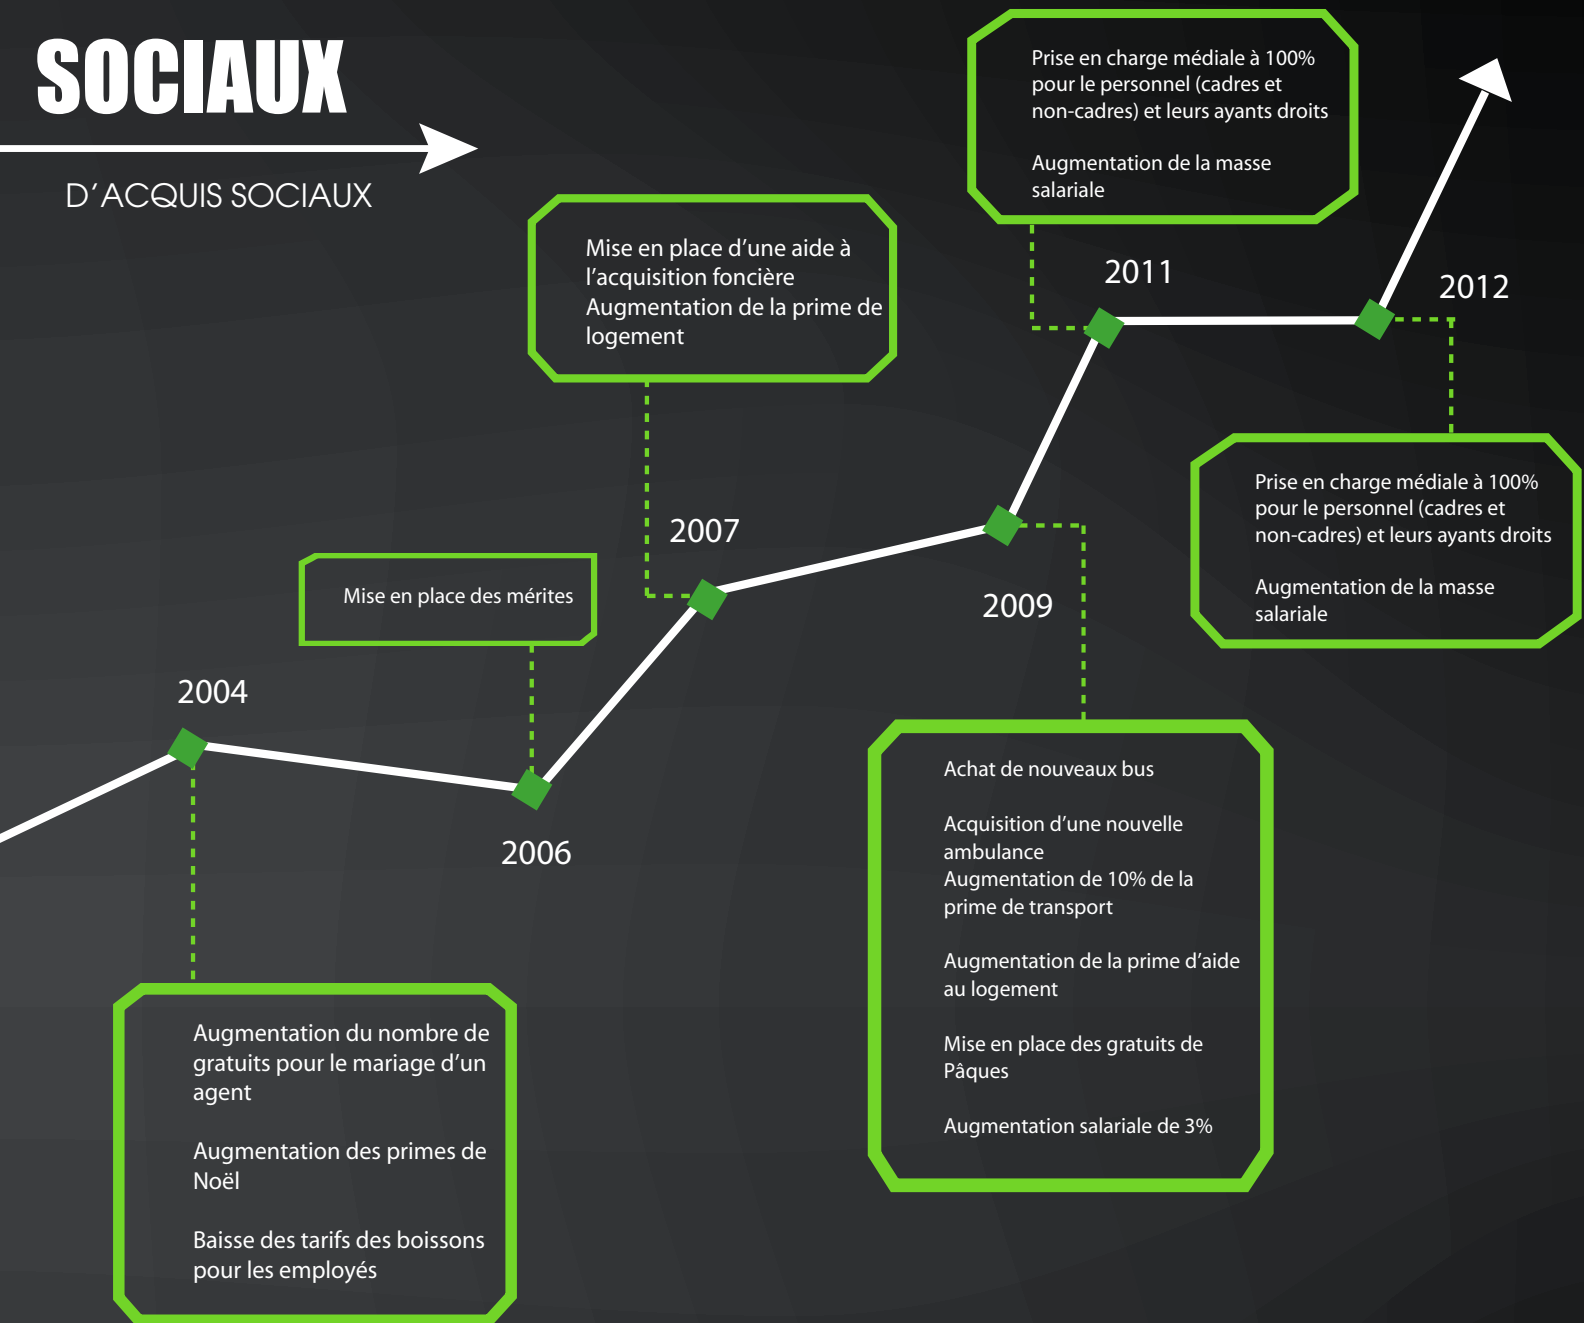 SOCIAUX
D’ACQUIS SOCIAUX
2004
Augmentation du nombre de
gratuits pour le mariage d’un
agent
Augmentation des primes de
Noël
Baisse des tarifs des boissons
pour les employés
Mise en place des mérites
2006
Mise en place d’une aide à
l’acquisition foncière
Augmentation de la prime de
logement
2007
2009
Achat de nouveaux bus
Acquisition d’une nouvelle
ambulance
Augmentation de 10% de la
prime de transport
Augmentation de la prime d’aide
au logement
Mise en place des gratuits de
Pâques
Augmentation salariale de 3%
Prise en charge médiale à 100%
pour le personnel (cadres et
non-cadres) et leurs ayants droits
Augmentation de la masse
salariale
2011
2012
Prise en charge médiale à 100%
pour le personnel (cadres et
non-cadres) et leurs ayants droits
Augmentation de la masse
salariale